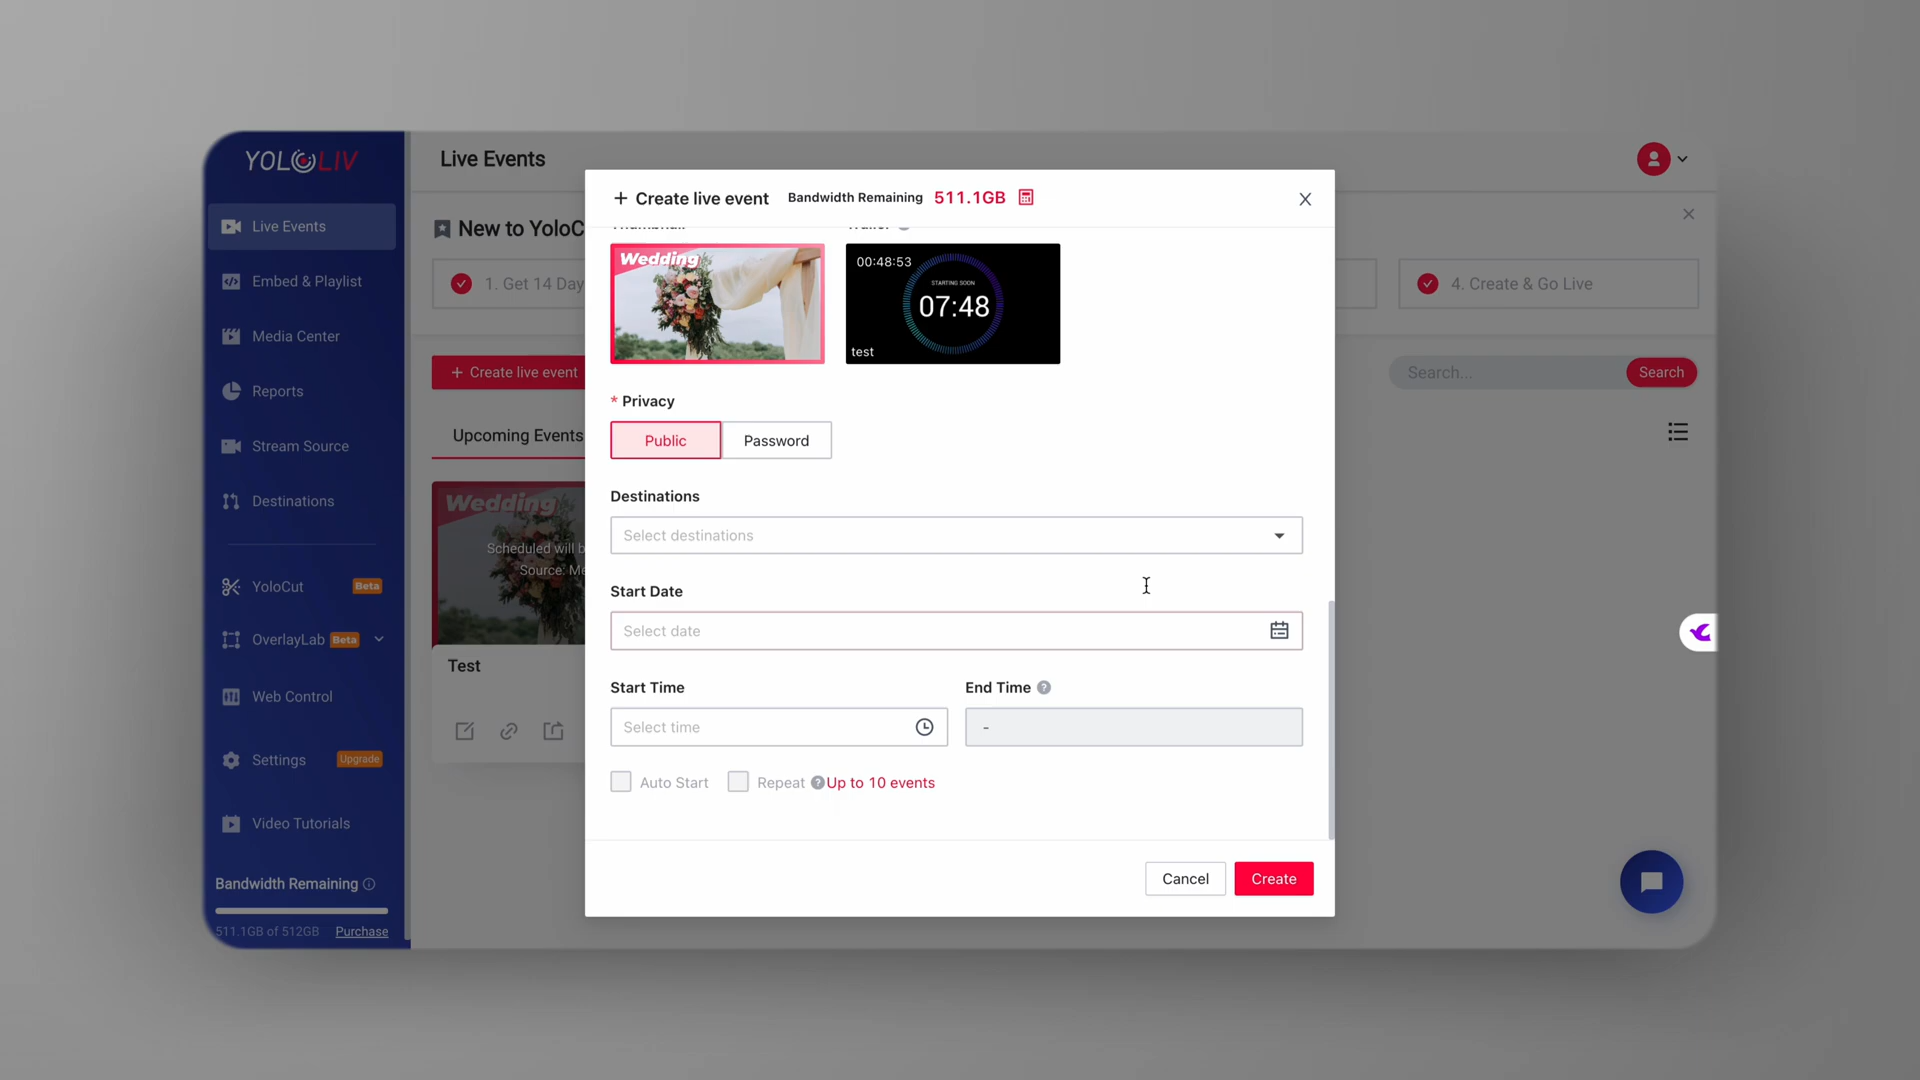 YOLOLIV
Live Events
Embed & Playlist
Media Center
Reports
Stream Source
Destinations
YoloCut
Beta
OverlayLab
Beta
Web Control
Settings
Upgrade
Video Tutorials
Bandwidth Remaining
511.1GB of 512GB
Purchase
Live Events
New to YoloC
1. Get 14 Day
4. Create & Go Live
+ Create live event
Search...
Search
Upcoming Events
Wedding
Scheduled will b
Source: Me
Test
+ Create live event
Bandwidth Remaining 511.1GB
Thumbnail
Trailer
Wedding
00:48:53
STARTING SOON
07:48
test
* Privacy
Public
Password
Destinations
Select destinations
Start Date
Select date
Start Time
End Time ?
Select time
-
Auto Start
Repeat ? Up to 10 events
Cancel
Create